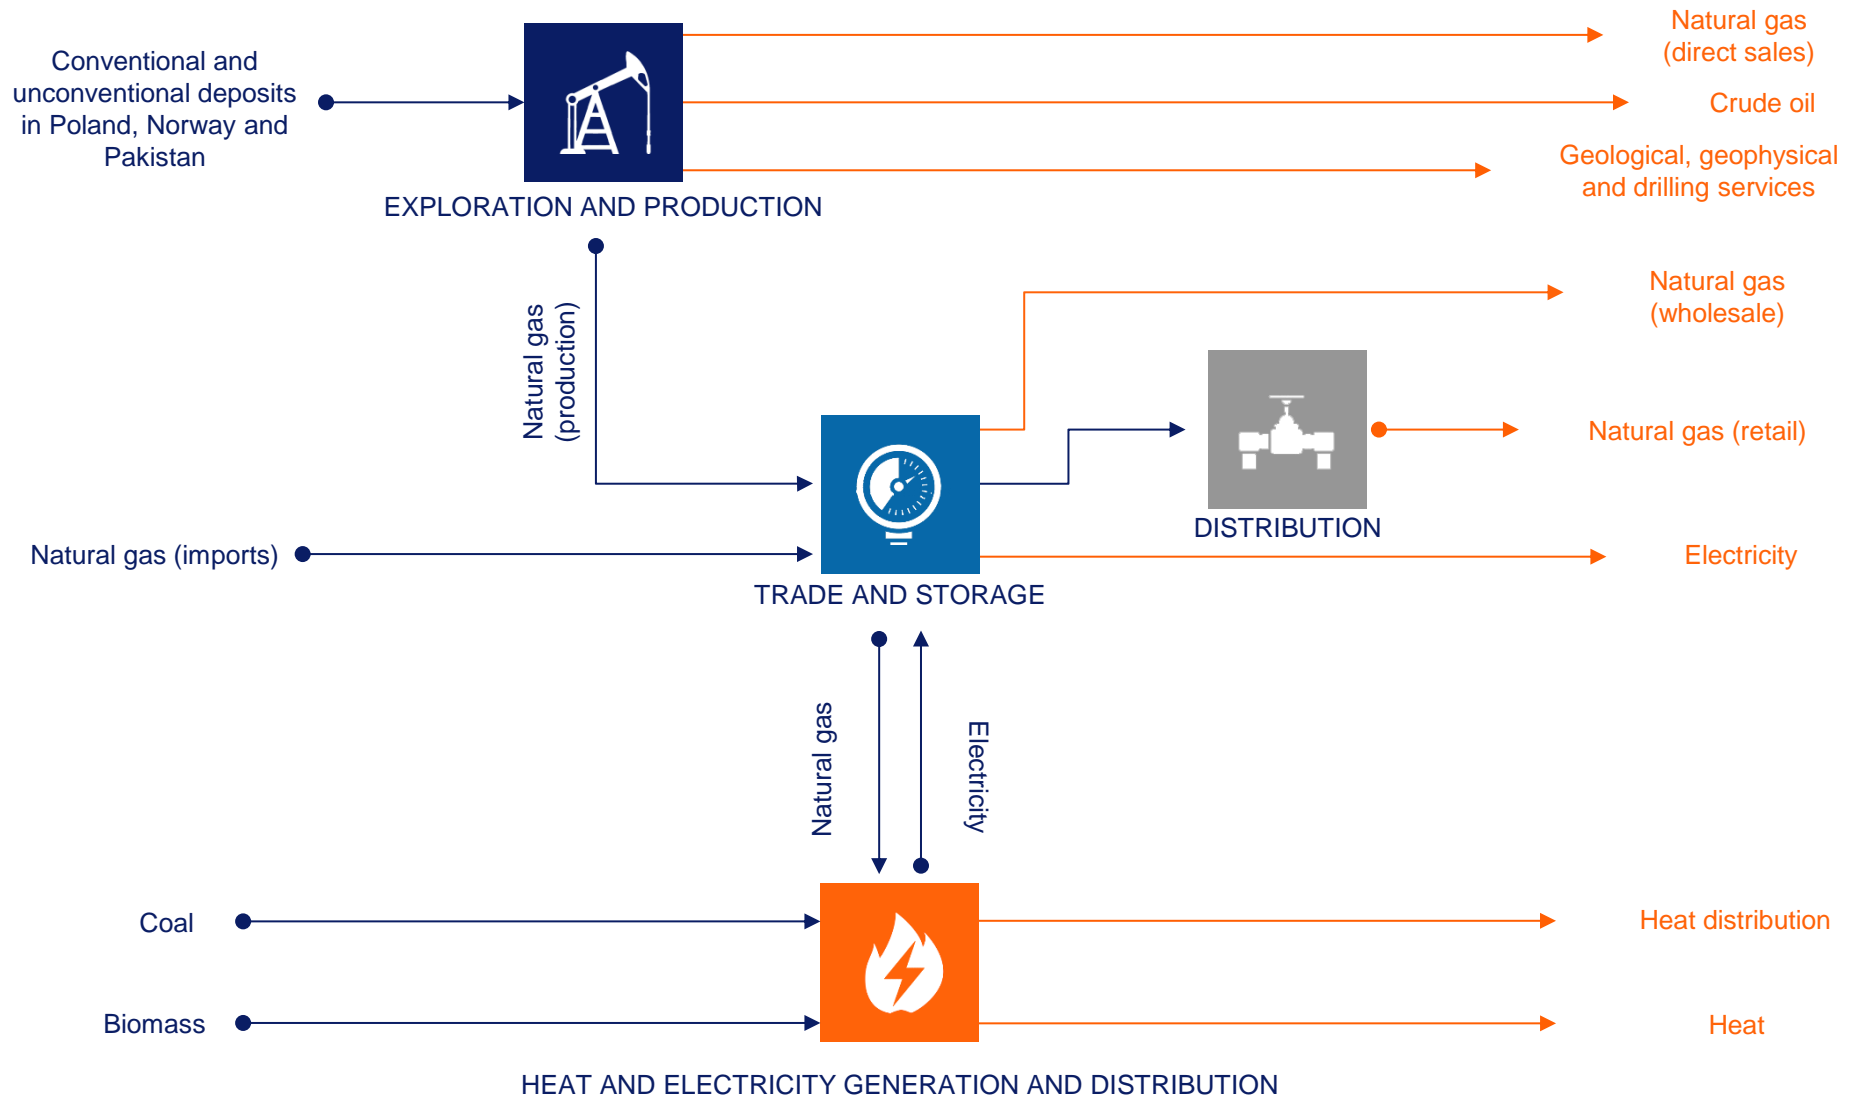 Natural gas
(direct sales)
Conventional and
unconventional deposits
in Poland, Norway and
Pakistan
Crude oil
Geological, geophysical
and drilling services
EXPLORATION AND PRODUCTION
Natural gas
(production)
Natural gas
(wholesale)
Natural gas (retail)
DISTRIBUTION
Natural gas (imports)
Electricity
TRADE AND STORAGE
Natural gas
Electricity
Coal
Heat distribution
Biomass
Heat
HEAT AND ELECTRICITY GENERATION AND DISTRIBUTION